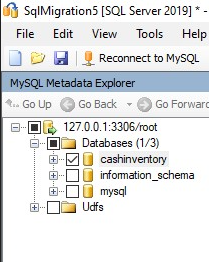 SqlMigration5 [SQL Server 2019] * -
File Edit View Tools Help
Reconnect to MySQL
MySQL Metadata Explorer
Go Up Go Back Go Forward
127.0.0.1:3306/root
Databases (1/3)
cashinventory
information_schema
mysql
Udfs